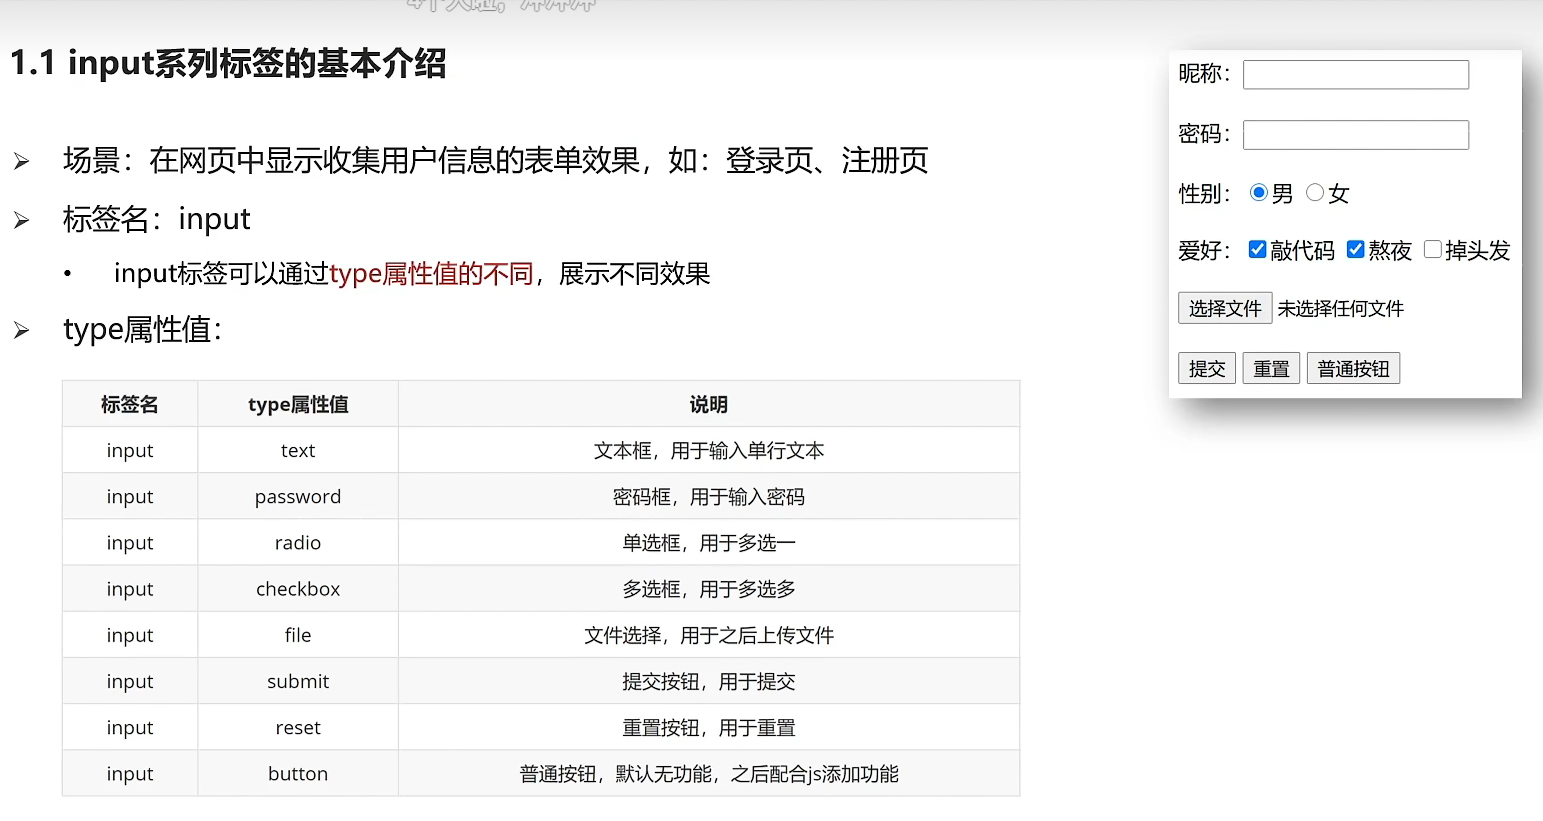 1.1 input系列标签的基本介绍
场景：在网页中显示收集用户信息的表单效果，如：登录页、注册页
标签名：input
input标签可以通过type属性值的不同，展示不同效果
type属性值：
标签名 type属性值 说明
input text 文本框，用于输入单行文本
input password 密码框，用于输入密码
input radio 单选框，用于多选一
input checkbox 多选框，用于多选多
input file 文件选择，用于之后上传文件
input submit 提交按钮，用于提交
input reset 重置按钮，用于重置
input button 普通按钮，默认无功能，之后配合js添加功能
昵称：
密码：
性别： 男 女
爱好： 敲代码 熬夜 掉头发
选择文件 未选择任何文件
提交 重置 普通按钮